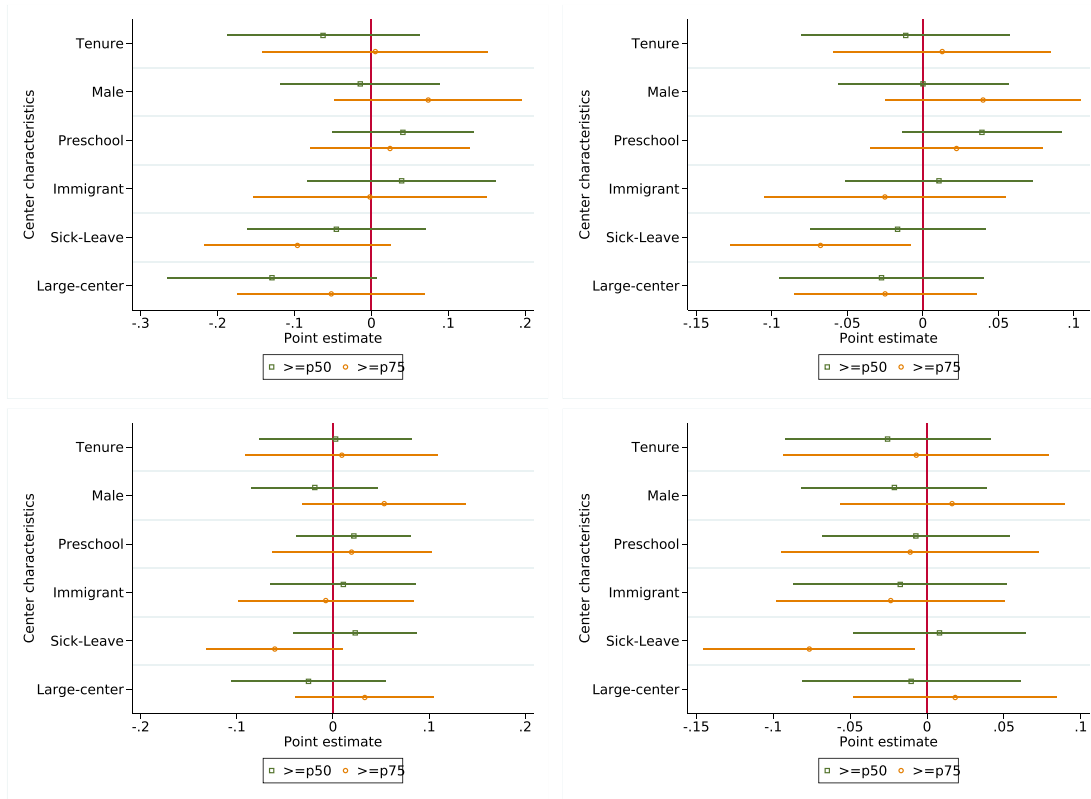 Center characteristics
Tenure
Male
Preschool
Immigrant
Sick-Leave
Large-center
-.3 -.2 -.1 0 .1 .2
Point estimate
>=p50 >=p75
Center characteristics
Tenure
Male
Preschool
Immigrant
Sick-Leave
Large-center
-.15 -.1 -.05 0 .05 .1
Point estimate
>=p50 >=p75
Center characteristics
Tenure
Male
Preschool
Immigrant
Sick-Leave
Large-center
-.2 -.1 0 .1 .2
Point estimate
>=p50 >=p75
Center characteristics
Tenure
Male
Preschool
Immigrant
Sick-Leave
Large-center
-.15 -.1 -.05 0 .05 .1
Point estimate
>=p50 >=p75